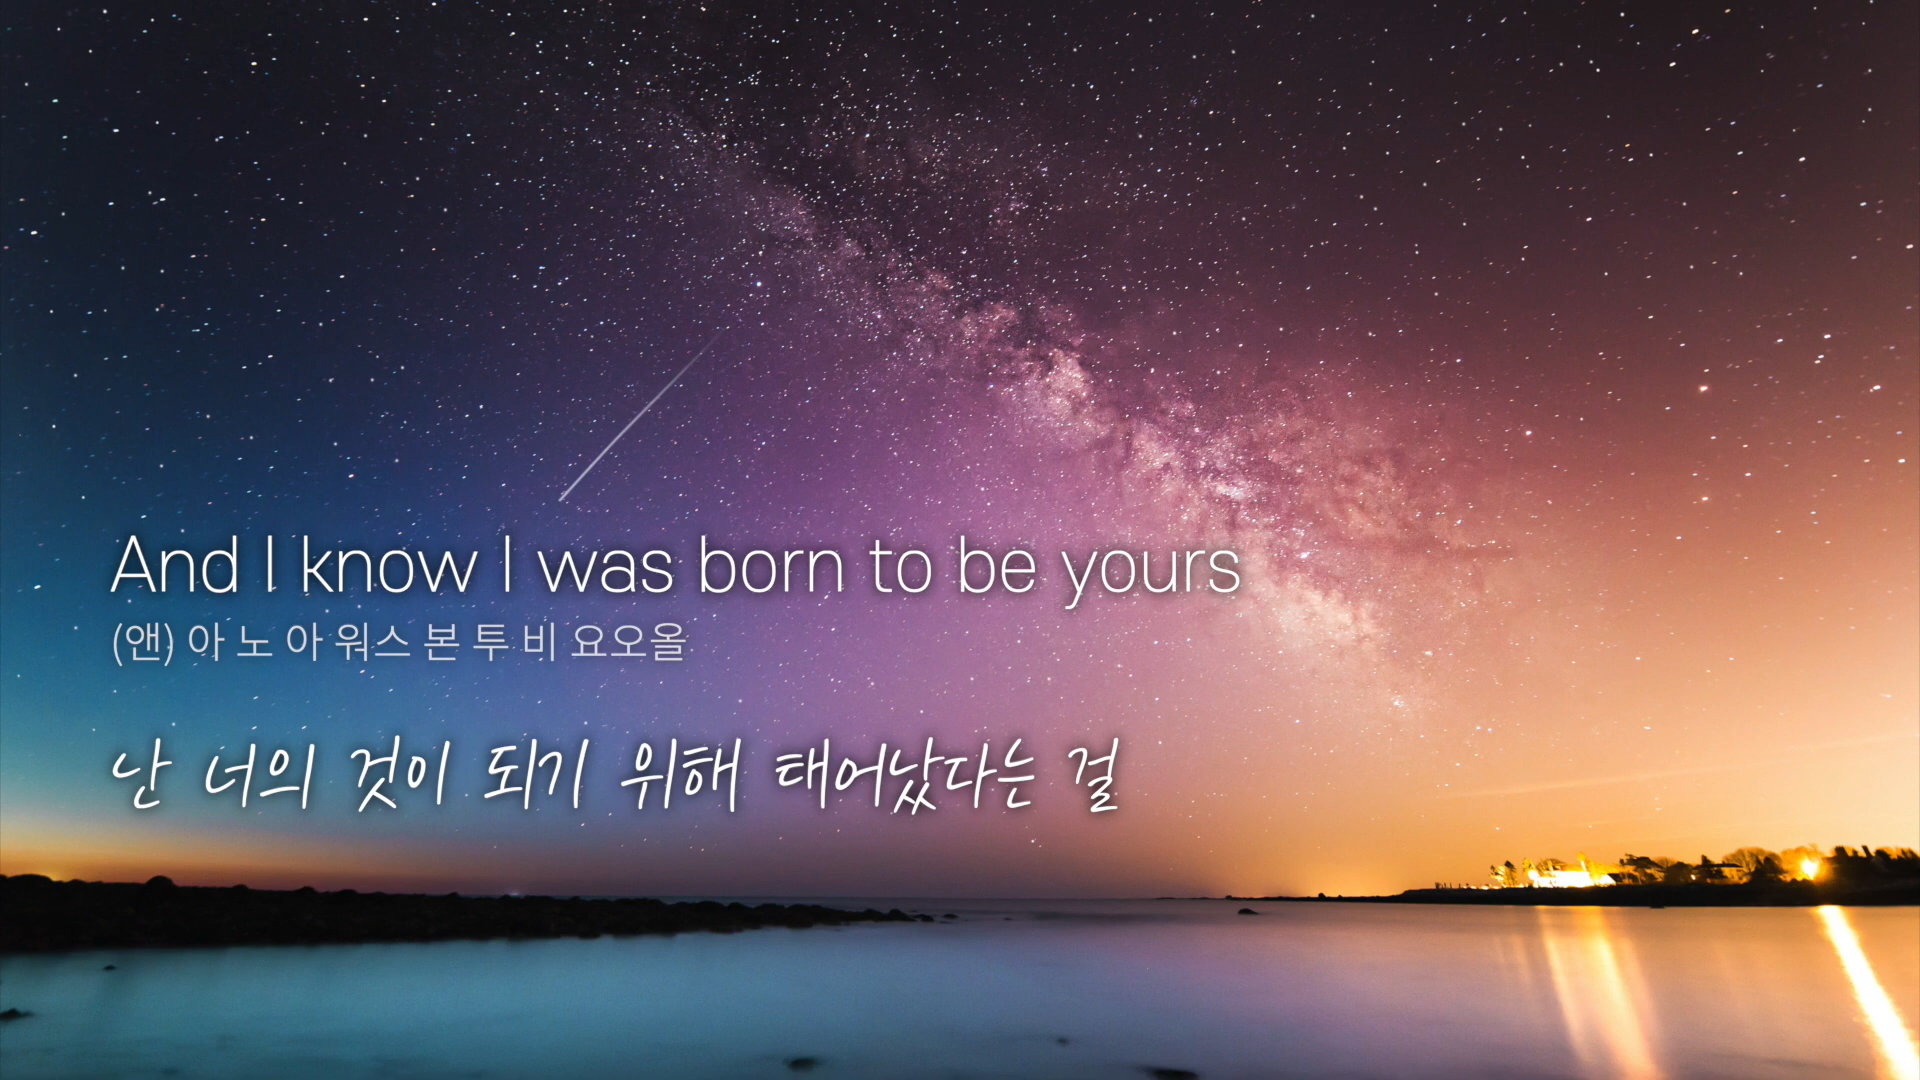 And I know I was born to be yours
(앤) 아 노 아 워스 본 투 비 요오올
난 너의 것이 되기 위해 태어났다는 걸